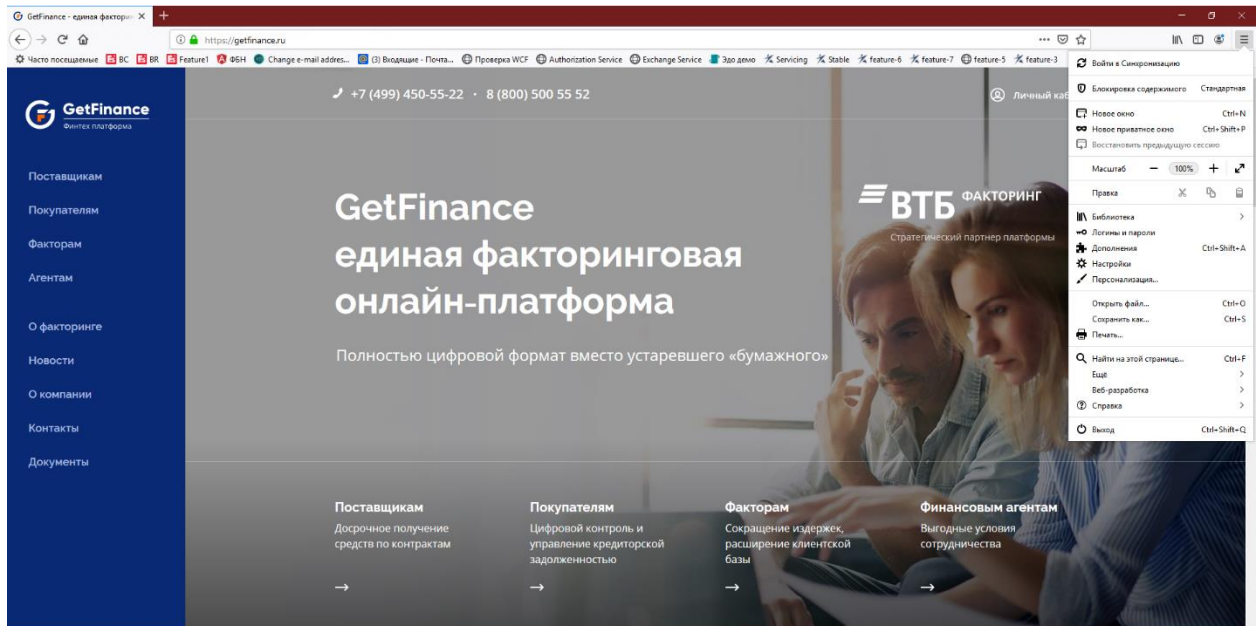 GetFinance - единая факторин
https://getfinance.ru
Часто посещаемые BC BR Feature1 ФБН Change e-mail addres... (3) Входящие - Почта... Проверка WCF Authorization Service Exchange Service Эдо демо Servicing Stable feature-6 feature-7 feature-5 feature-3
GetFinance
Финтех платформа
Поставщикам
Покупателям
Факторам
Агентам
О факторинге
Новости
О компании
Контакты
Документы
+7 (499) 450-55-22 · 8 (800) 500 55 52
Личный каб
GetFinance
единая факторинговая
онлайн-платформа
Полностью цифровой формат вместо устаревшего «бумажного»
ВТБ ФАКТОРИНГ
Стратегический партнер платформы
Поставщикам
Досрочное получение
средств по контрактам
Покупателям
Цифровой контроль и
управление кредиторской
задолженностью
Факторам
Сокращение издержек,
расширение клиентской
базы
Финансовым агентам
Выгодные условия
сотрудничества
Войти в Синхронизацию
Блокировка содержимого Стандартная
Новое окно Ctrl+N
Новое приватное окно Ctrl+Shift+P
Восстановить предыдущую сессию
Масштаб 100%
Правка
Библиотека
Логины и пароли
Дополнения Ctrl+Shift+A
Настройки
Персонализация...
Открыть файл... Ctrl+O
Сохранить как... Ctrl+S
Печать...
Найти на этой странице... Ctrl+F
Ещё
Веб-разработка
Справка
Выход Ctrl+Shift+Q